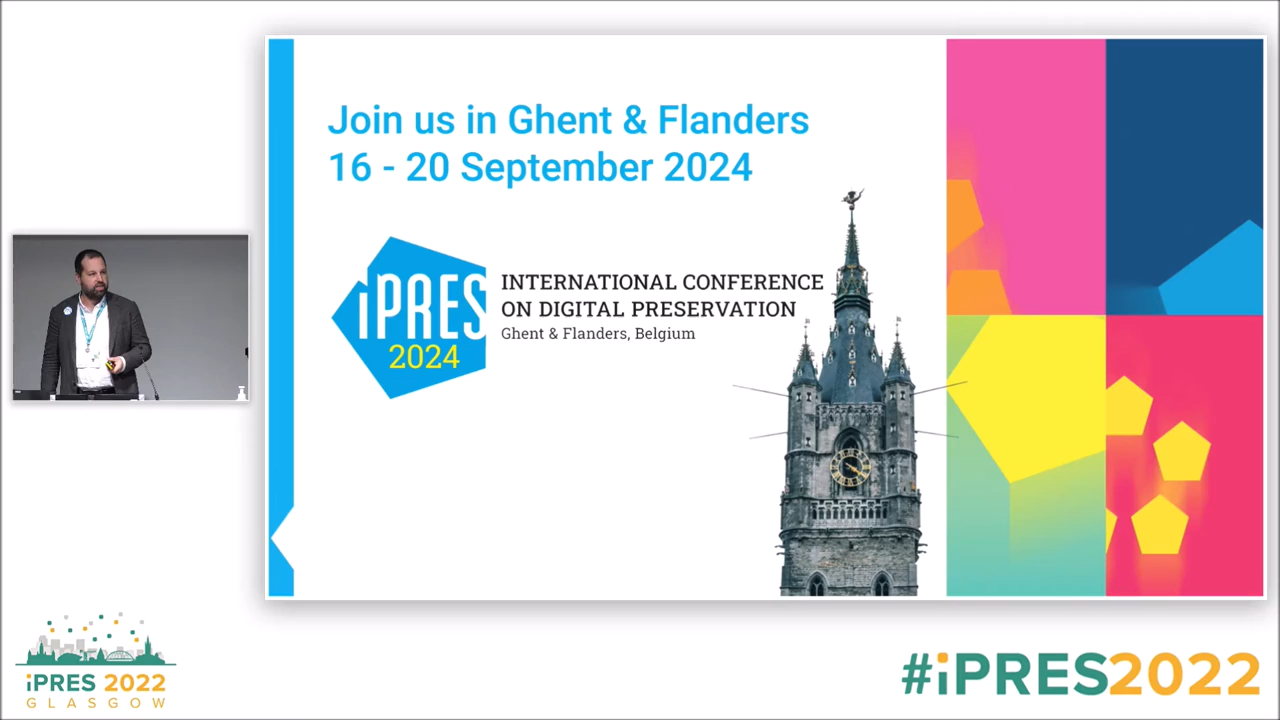 Join us in Ghent & Flanders
16 - 20 September 2024
iPRES
2024
INTERNATIONAL CONFERENCE
ON DIGITAL PRESERVATION
Ghent & Flanders, Belgium
iPRES 2022
GLASGOW
#iPRES2022